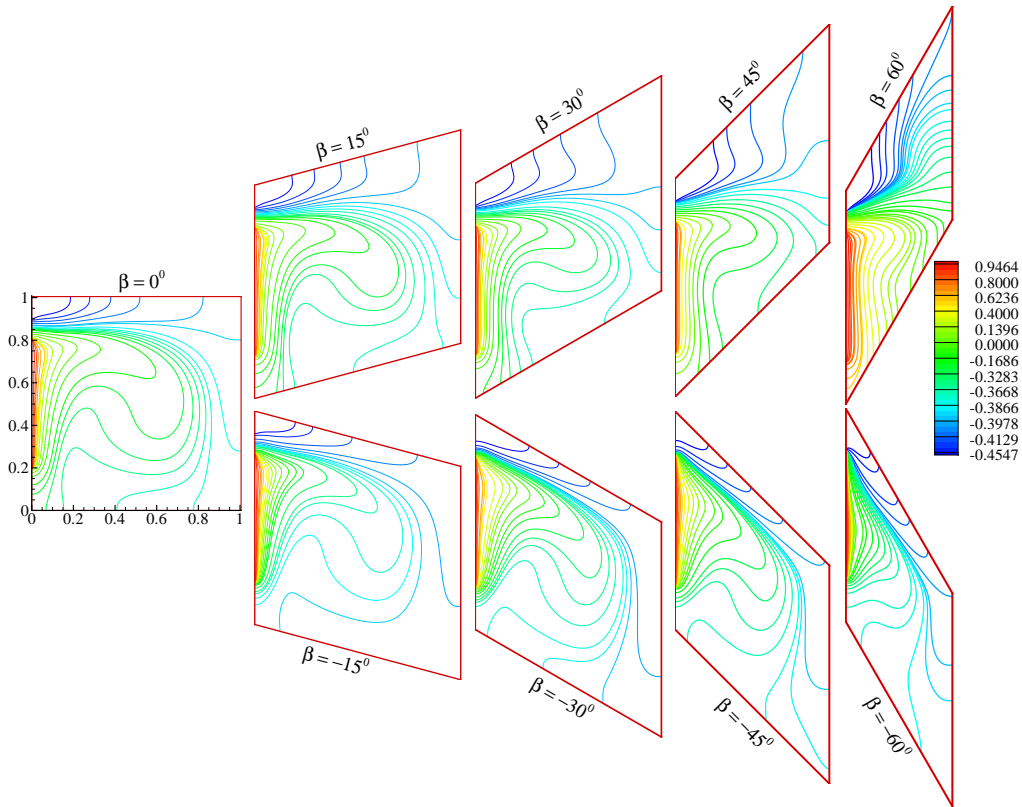 β = 60⁰
β = 45⁰
β = 30⁰
β = 15⁰
β = 0⁰
1
0.8
0.6
0.4
0.2
0
0 0.2 0.4 0.6 0.8 1
0.9464
0.8000
0.6236
0.4000
0.1396
0.0000
-0.1686
-0.3283
-0.3668
-0.3866
-0.3978
-0.4129
-0.4547
β = −15⁰
β = −30⁰
β = −45⁰
β = −60⁰